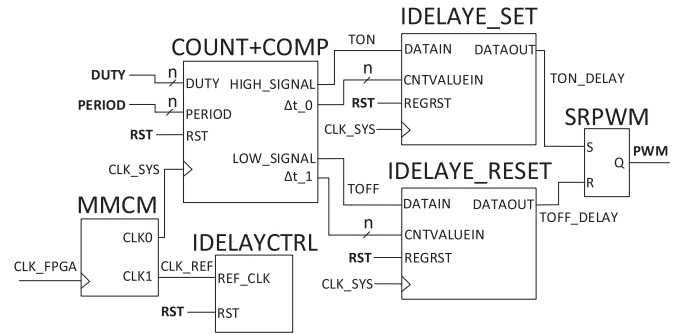 IDELAYE_SET
COUNT+COMP
TON
DATAIN DATAOUT
DUTY n DUTY HIGH_SIGNAL n CNTVALUEIN TON_DELAY
PERIOD n PERIOD Δt_0 RST REGRST
RST RST CLK_SYS SRPWM
LOW_SIGNAL S PWM
CLK_SYS Δt_1 IDELAYE_RESET Q
TOFF R
MMCM DATAIN DATAOUT
CLK0 IDELAYCTRL n CNTVALUEIN TOFF_DELAY
CLK_FPGA CLK1 CLK_REF REF_CLK RST REGRST
CLK_SYS
RST RST